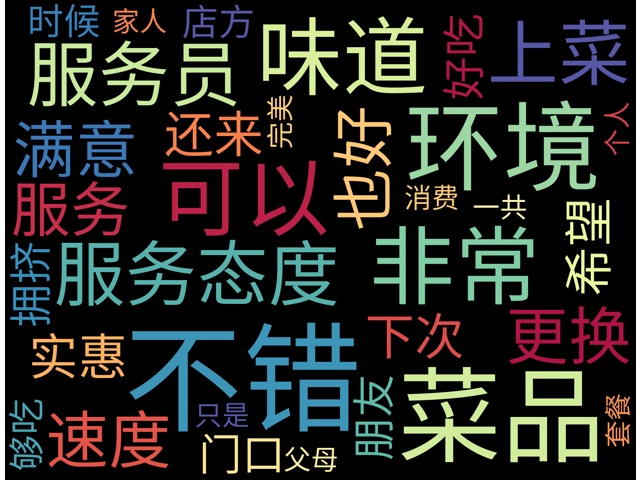 时候
家人
店方
味道
好吃
上菜
服务员
满意
还来
完美
也好
环境
个人
服务
可以
消费
一共
希望
拥挤
服务态度
非常
实惠
不错
下次
更换
够吃
速度
只是
门口
父母
朋友
菜品
套餐